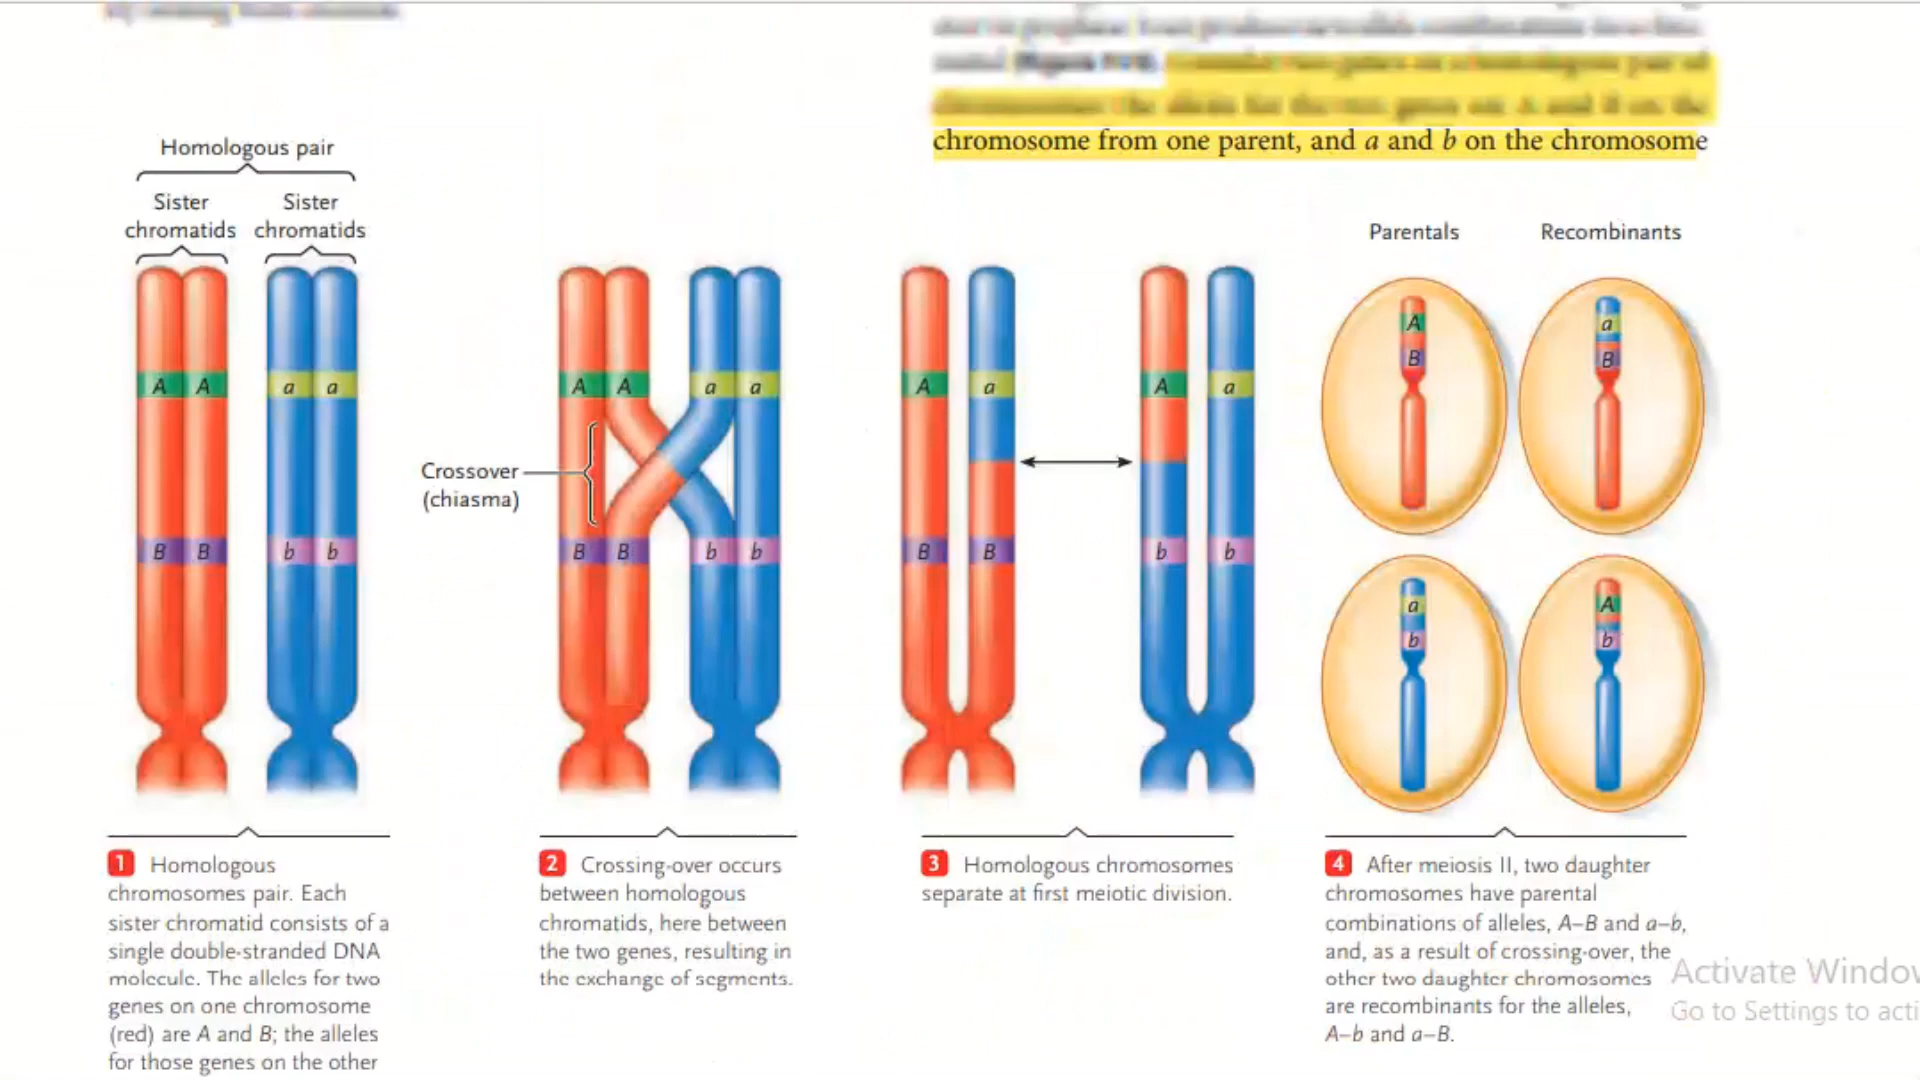 chromosome from one parent, and a and b on the chromosome
Homologous pair
Sister
chromatids
Sister
chromatids
A A a a
B B b b
Crossover
(chiasma)
A A a a
B B b b
A a A a
B B b b
Parentals
Recombinants
A
B
a
B
a
b
A
b
1 Homologous
chromosomes pair. Each
sister chromatid consists of a
single double-stranded DNA
molecule. The alleles for two
genes on one chromosome
(red) are A and B; the alleles
for those genes on the other
2 Crossing-over occurs
between homologous
chromatids, here between
the two genes, resulting in
the exchange of segments.
3 Homologous chromosomes
separate at first meiotic division.
4 After meiosis II, two daughter
chromosomes have parental
combinations of alleles, A–B and a–b,
and, as a result of crossing-over, the
other two daughter chromosomes
are recombinants for the alleles,
A–b and a–B.
Activate Window
Go to Settings to acti